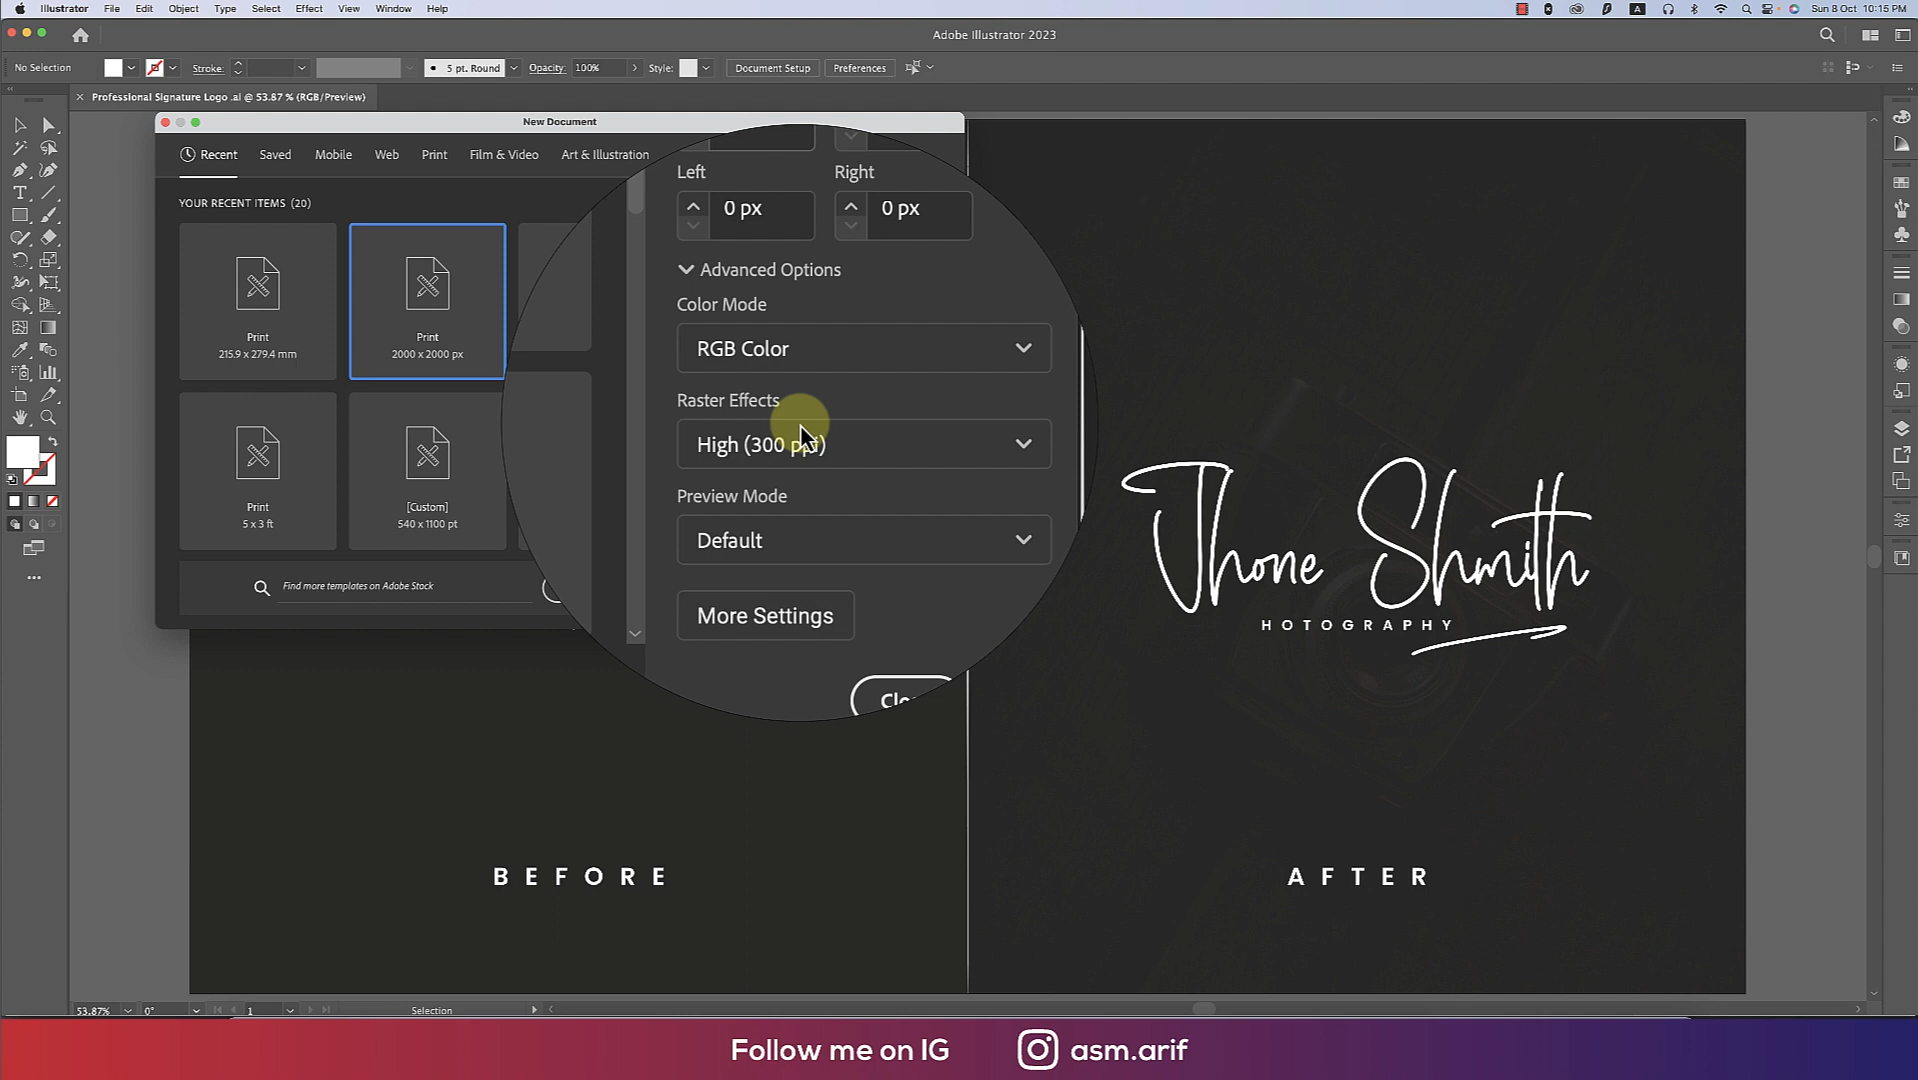 Illustrator File Edit Object Type Select Effect View Window Help
A
Sun 8 Oct 10:15 PM
Adobe Illustrator 2023
No Selection
Stroke:
5 pt. Round
Opacity: 100%
Style:
Document Setup
Preferences
× Professional Signature Logo .ai @ 53.87 % (RGB/Preview)
New Document
Recent Saved Mobile Web Print Film & Video Art & Illustration
YOUR RECENT ITEMS (20)
Print
215.9 x 279.4 mm
Print
2000 x 2000 px
Print
5 x 3 ft
[Custom]
540 x 1100 pt
Find more templates on Adobe Stock
Left Right
0 px 0 px
Advanced Options
Color Mode
RGB Color
Raster Effects
High (300 ppi)
Preview Mode
Default
More Settings
Jhone Shmith
HOTOGRAPHY
BEFORE
AFTER
53.87% 0° 1 Selection
Follow me on IG asm.arif